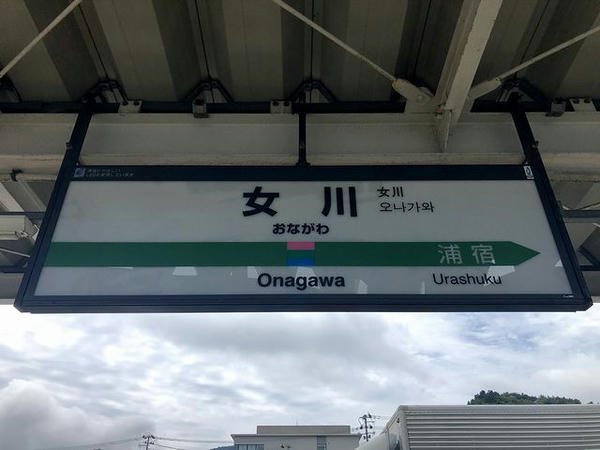 女川
女川
오나가와
おながわ
浦宿
Onagawa
Urashuku